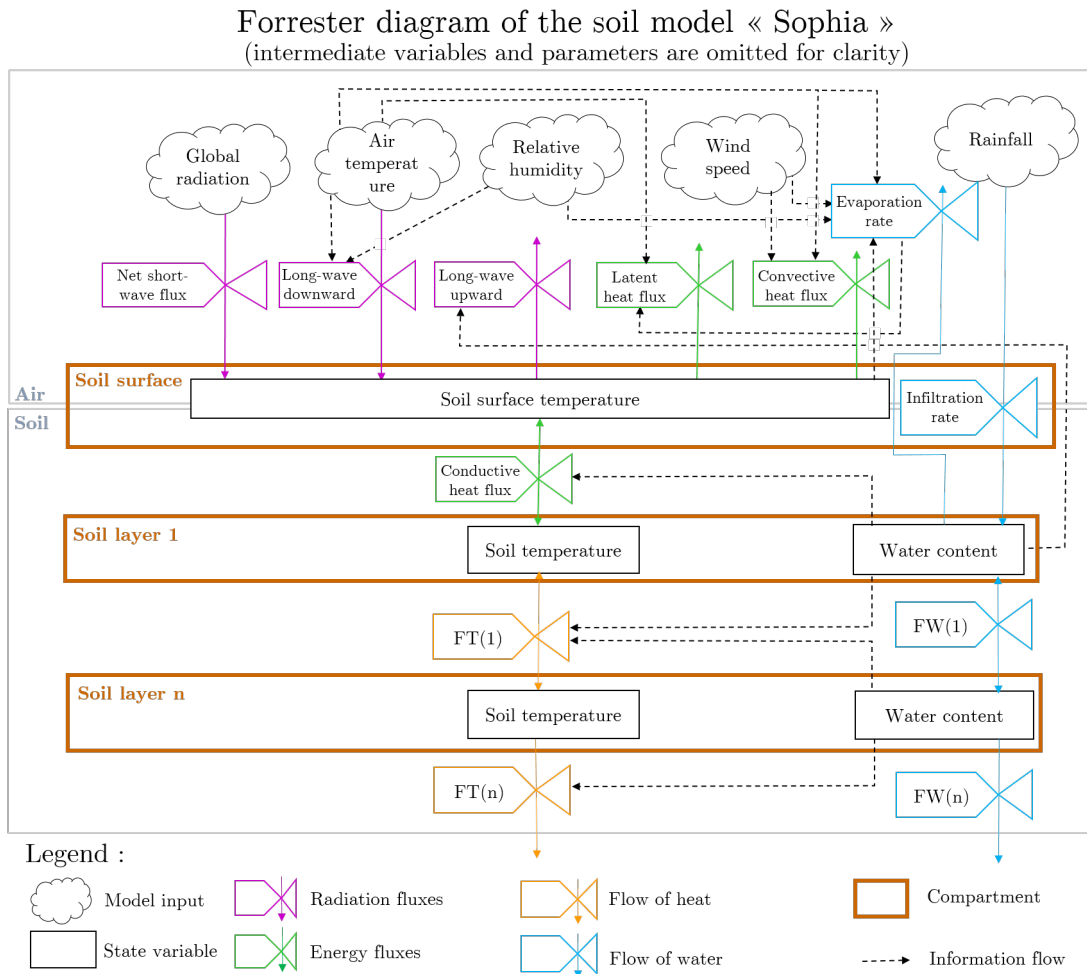 Forrester diagram of the soil model « Sophia »
(intermediate variables and parameters are omitted for clarity)
Global
radiation
Air
temperat
ure
Relative
humidity
Wind
speed
Rainfall
Evaporation
rate
Net short-
wave flux
Long-wave
downward
Long-wave
upward
Latent
heat flux
Convective
heat flux
Soil surface
Air
Soil
Soil surface temperature
Infiltration
rate
Conductive
heat flux
Soil layer 1
Soil temperature
Water content
FT(1)
FW(1)
Soil layer n
Soil temperature
Water content
FT(n)
FW(n)
Legend :
Model input
Radiation fluxes
Flow of heat
Compartment
State variable
Energy fluxes
Flow of water
Information flow